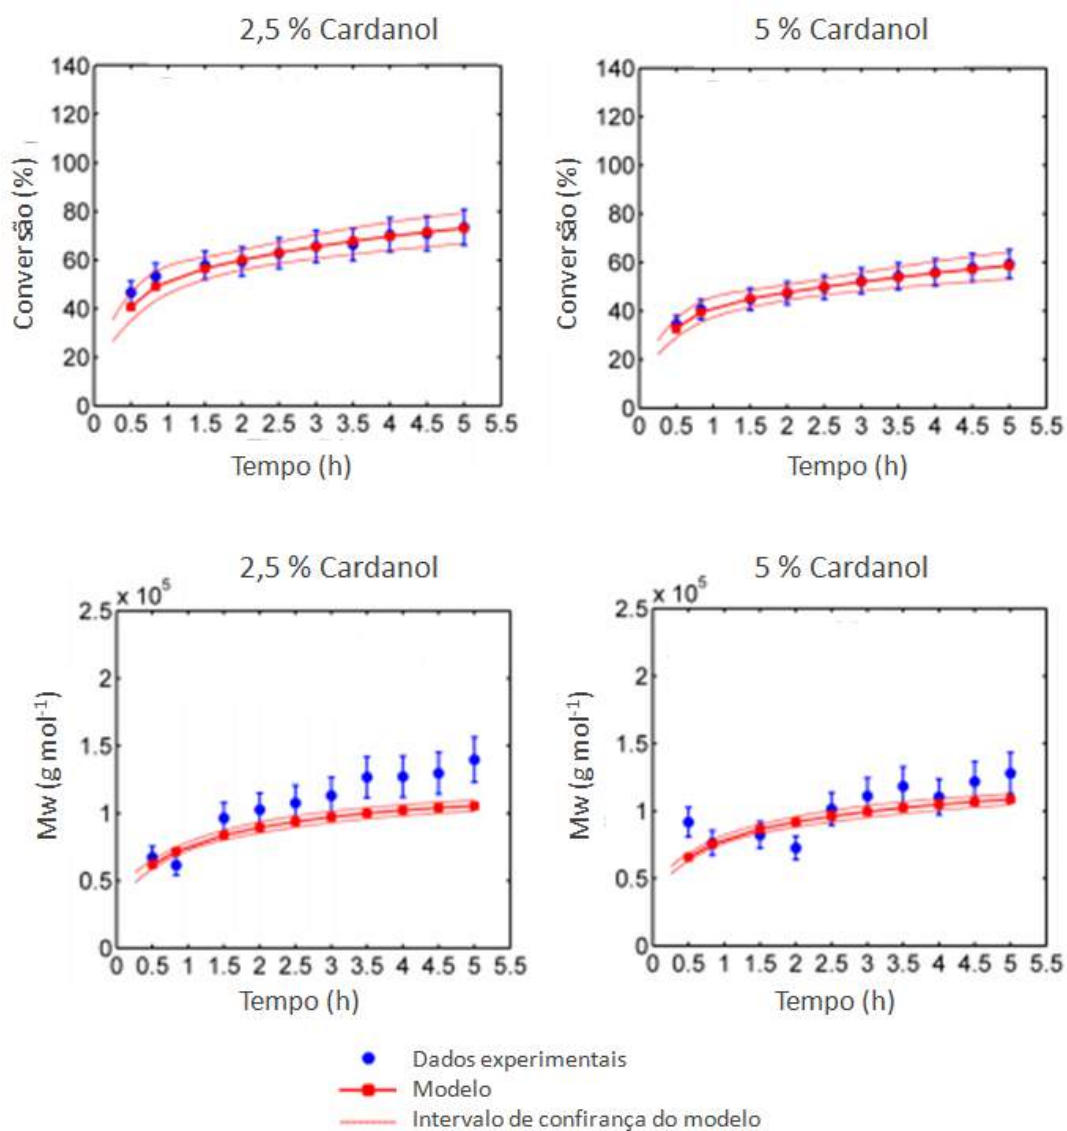 2,5 % Cardanol
5 % Cardanol
Conversão (%)
140
120
100
80
60
40
20
0
0 0.5 1 1.5 2 2.5 3 3.5 4 4.5 5 5.5
Tempo (h)
Conversão (%)
140
120
100
80
60
40
20
0
0 0.5 1 1.5 2 2.5 3 3.5 4 4.5 5 5.5
Tempo (h)
2,5 % Cardanol
5 % Cardanol
x 10⁵
Mw (g mol⁻¹)
2.5
2
1.5
1
0.5
0
0 0.5 1 1.5 2 2.5 3 3.5 4 4.5 5 5.5
Tempo (h)
x 10⁵
Mw (g mol⁻¹)
2.5
2
1.5
1
0.5
0
0 0.5 1 1.5 2 2.5 3 3.5 4 4.5 5 5.5
Tempo (h)
Dados experimentais
Modelo
Intervalo de confirança do modelo